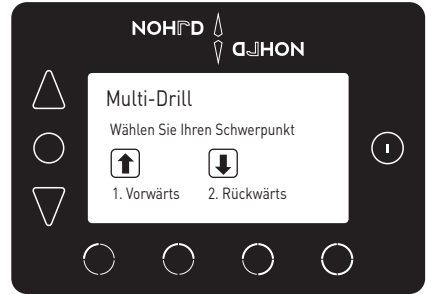 NOHrD
NOHrD
Multi-Drill
Wählen Sie Ihren Schwerpunkt
1. Vorwärts 2. Rückwärts